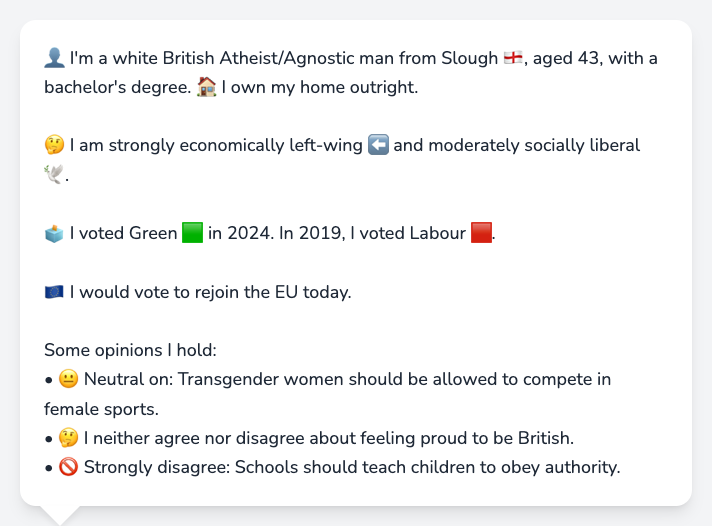 👤 I'm a white British Atheist/Agnostic man from Slough 🏴󠁧󠁢󠁥󠁮󠁧󠁿, aged 43, with a
bachelor's degree. 🏠 I own my home outright.
🤔 I am strongly economically left-wing ⬅️ and moderately socially liberal
🕊️.
🗳️ I voted Green 🟩 in 2024. In 2019, I voted Labour 🟥.
🇪🇺 I would vote to rejoin the EU today.
Some opinions I hold:
• 😐 Neutral on: Transgender women should be allowed to compete in
female sports.
• 🤔 I neither agree nor disagree about feeling proud to be British.
• 🚫 Strongly disagree: Schools should teach children to obey authority.